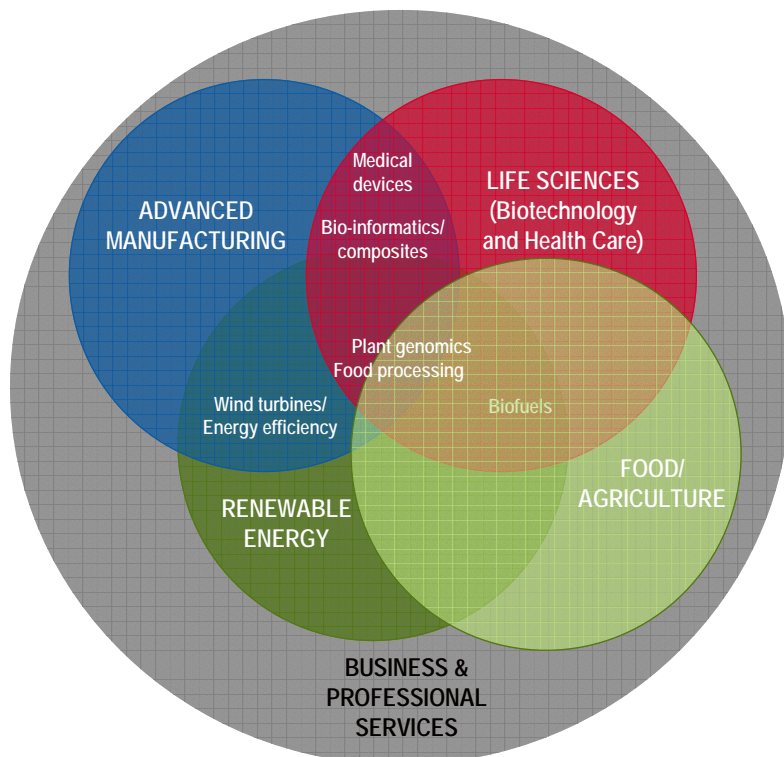 Medical
devices
LIFE SCIENCES
(Biotechnology
and Health Care)
ADVANCED
MANUFACTURING
Bio-informatics/
composites
Plant genomics
Food processing
Wind turbines/
Energy efficiency
Biofuels
FOOD/
AGRICULTURE
RENEWABLE
ENERGY
BUSINESS &
PROFESSIONAL
SERVICES